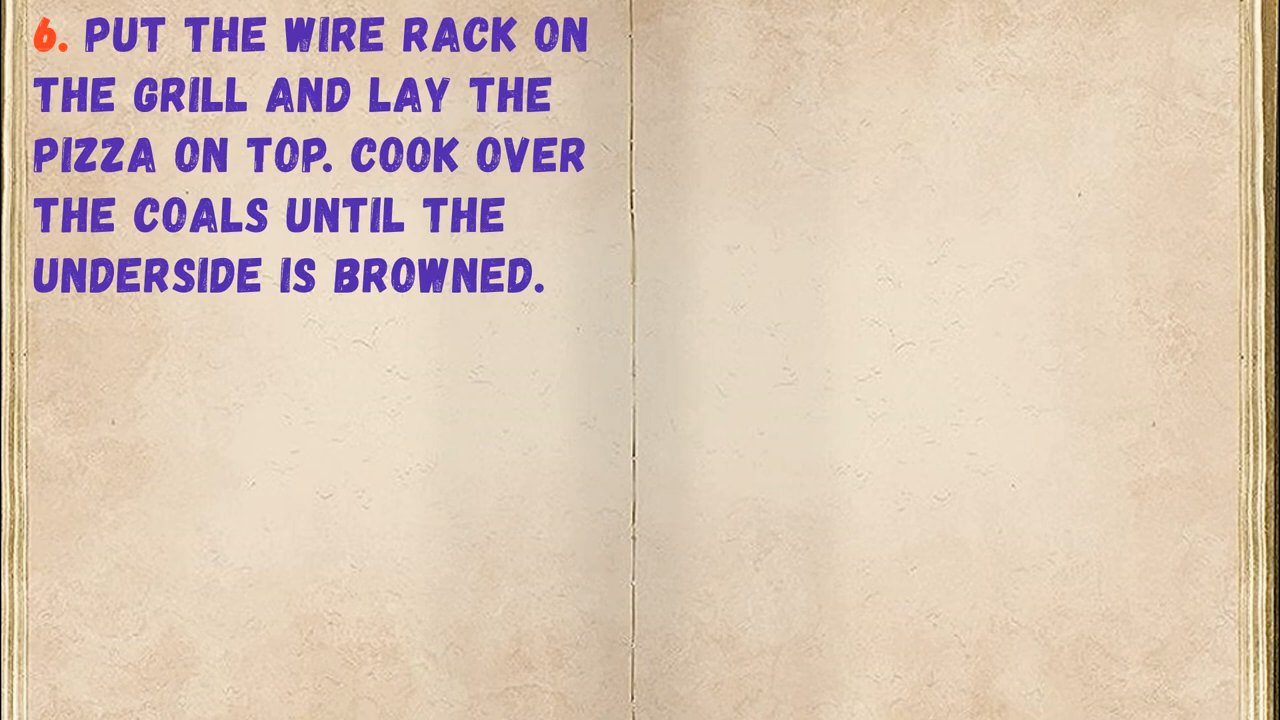 6. PUT THE WIRE RACK ON
THE GRILL AND LAY THE
PIZZA ON TOP. COOK OVER
THE COALS UNTIL THE
UNDERSIDE IS BROWNED.